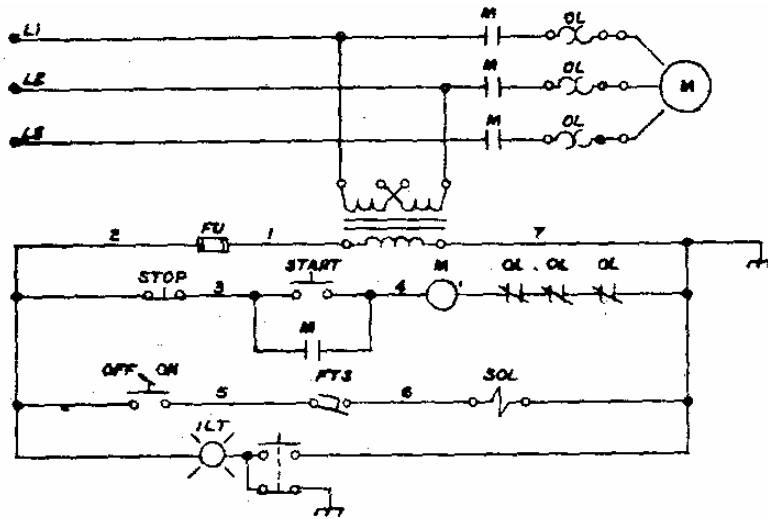 L1 M OL
L2 M OL M
L3 M OL
2 FU 1 7
STOP 3 START 4 M OL OL OL
M
OFF ON 5 FTS 6 SOL
ILT